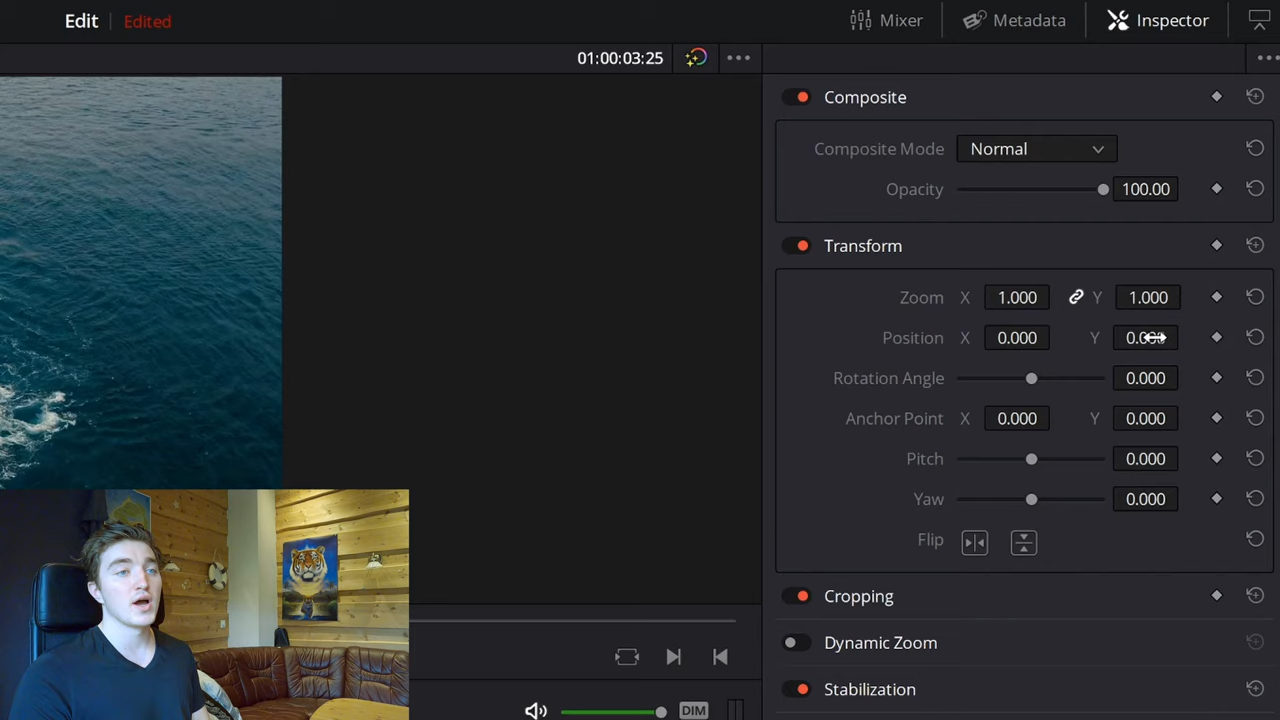 Edit Edited Mixer Metadata Inspector
01:00:03:25
Composite
Composite Mode Normal
Opacity 100.00
Transform
Zoom X 1.000 Y 1.000
Position X 0.000 Y
Rotation Angle 0.000
Anchor Point X 0.000 Y 0.000
Pitch 0.000
Yaw 0.000
Flip
Cropping
Dynamic Zoom
Stabilization
DIM